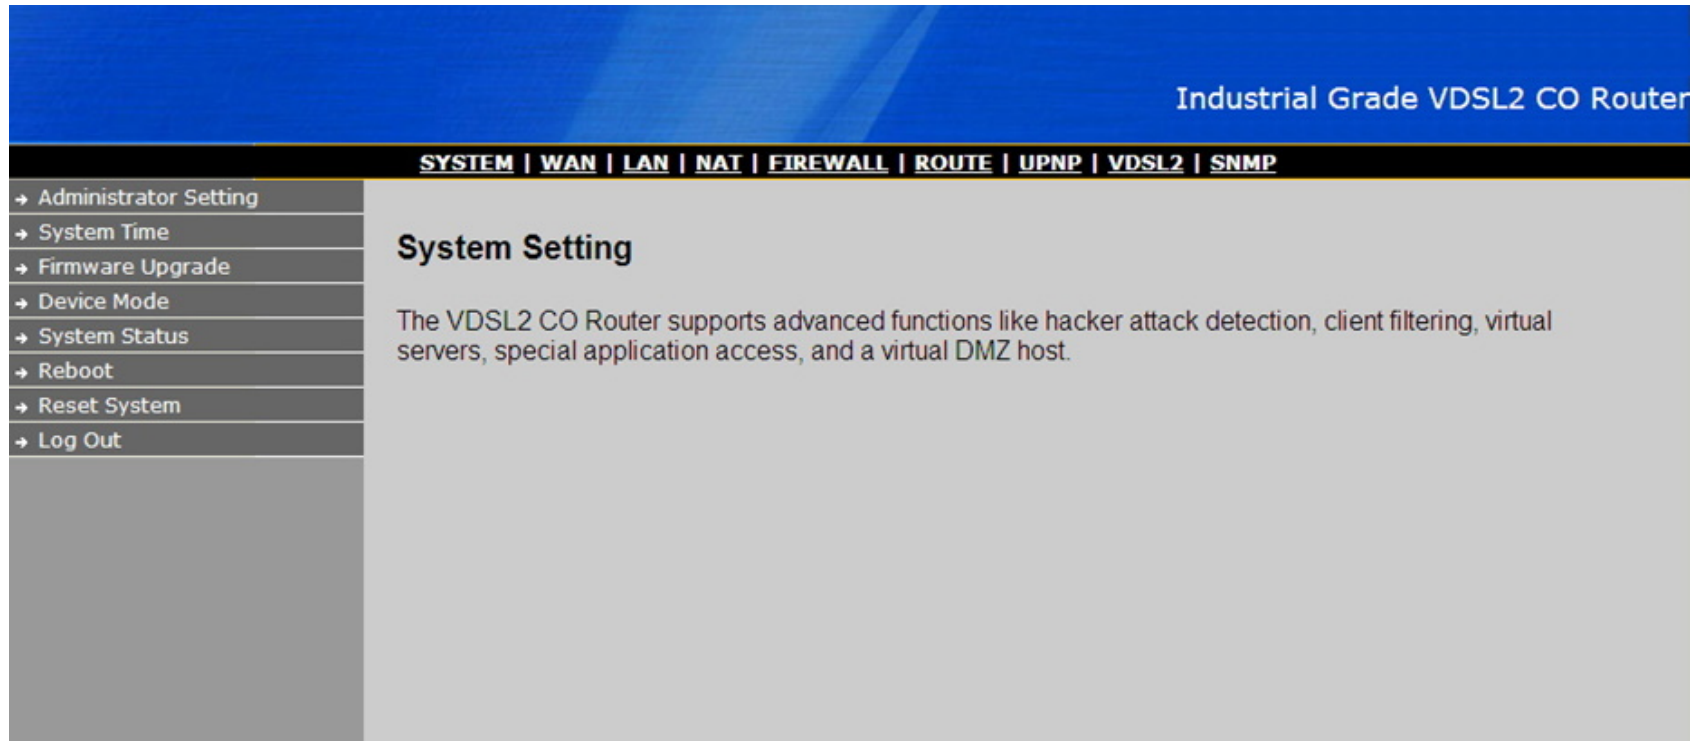 Industrial Grade VDSL2 CO Router
SYSTEM | WAN | LAN | NAT | FIREWALL | ROUTE | UPNP | VDSL2 | SNMP
Administrator Setting
System Time
Firmware Upgrade
Device Mode
System Status
Reboot
Reset System
Log Out
System Setting
The VDSL2 CO Router supports advanced functions like hacker attack detection, client filtering, virtual
servers, special application access, and a virtual DMZ host.